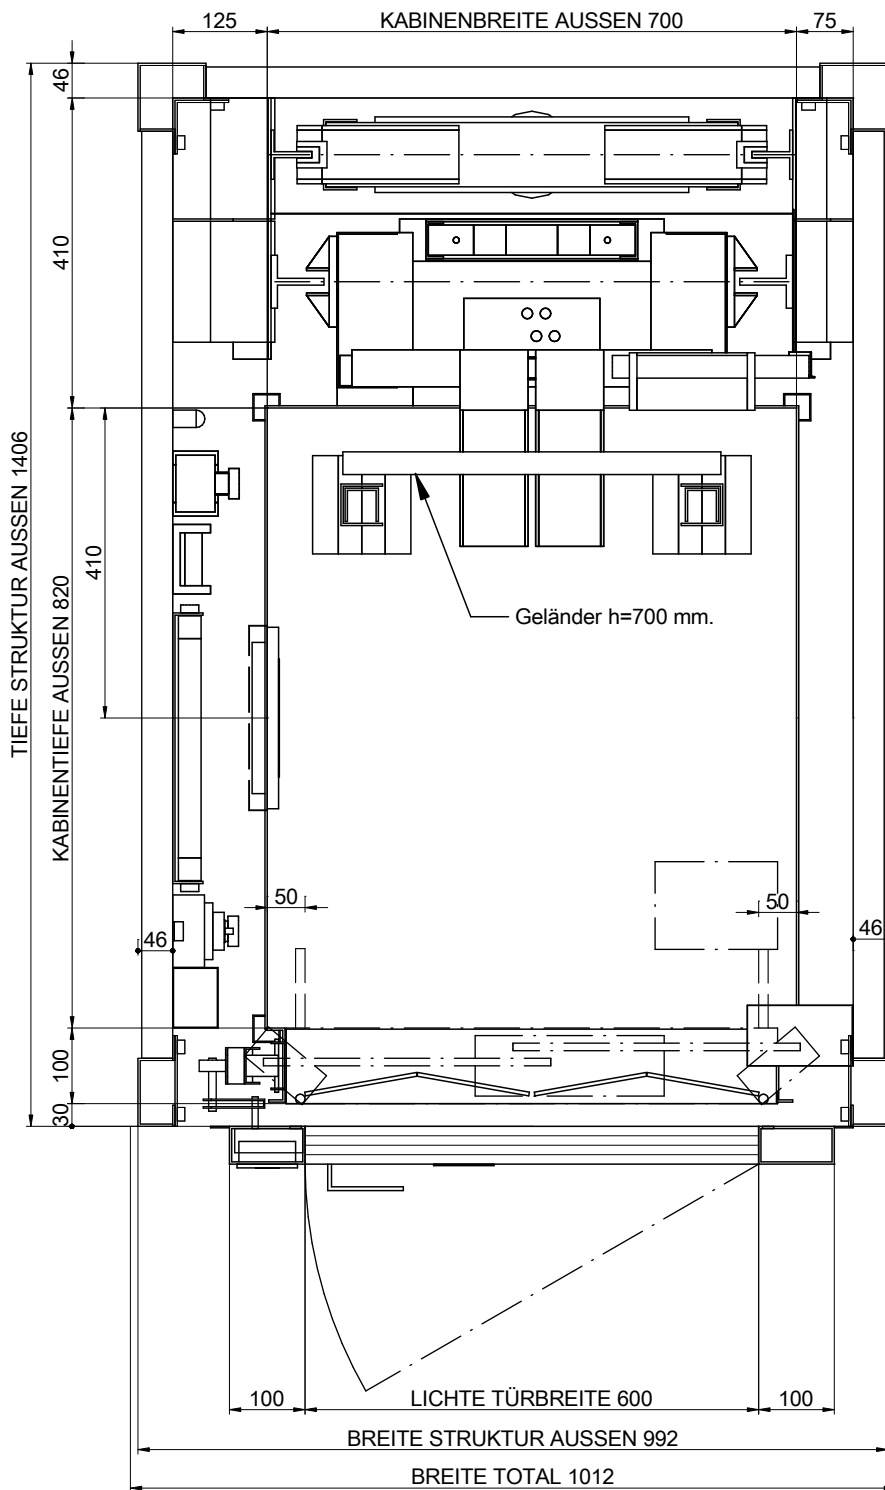 125
KABINENBREITE AUSSEN 700
75
46
410
TIEFE STRUKTUR AUSSEN 1406
KABINENTIEFE AUSSEN 820
410
Geländer h=700 mm.
50
50
46
46
100
30
100
LICHTE TÜRBREITE 600
100
BREITE STRUKTUR AUSSEN 992
BREITE TOTAL 1012